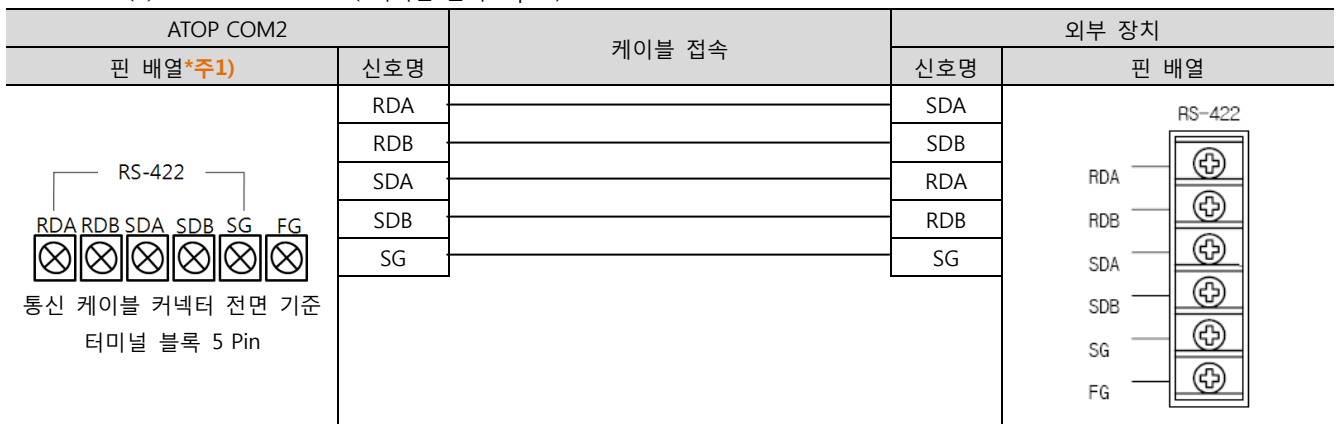 ATOP COM2
케이블 접속
외부 장치
핀 배열*주1)
신호명
신호명
핀 배열
RDA
SDA
RDB
SDB
SDA
RDA
SDB
RDB
SG
SG
RS-422
RDA RDB SDA SDB SG FG
통신 케이블 커넥터 전면 기준
터미널 블록 5 Pin
RS-422
RDA
RDB
SDA
SDB
SG
FG